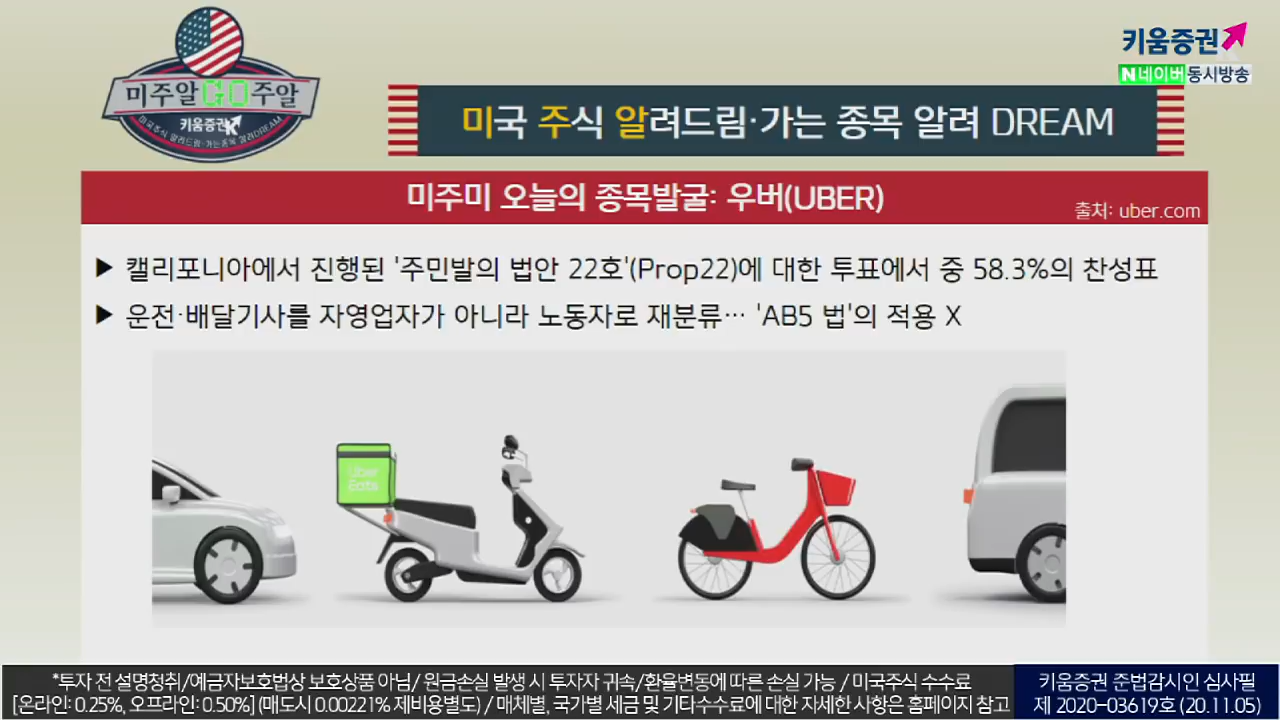 미주알GO주알
키움증권
미국주식 알려드림·가는종목 알려DREAM
키움증권
N네이버 동시방송
미국 주식 알려드림·가는 종목 알려 DREAM
미주미 오늘의 종목발굴: 우버(UBER)
출처: uber.com
▶ 캘리포니아에서 진행된 '주민발의 법안 22호'(Prop22)에 대한 투표에서 중 58.3%의 찬성표
▶ 운전·배달기사를 자영업자가 아니라 노동자로 재분류… 'AB5 법'의 적용 X
Uber
Eats
*투자 전 설명청취/예금자보호법상 보호상품 아님/ 원금손실 발생 시 투자자 귀속/환율변동에 따른 손실 가능 / 미국주식 수수료
[온라인: 0.25%, 오프라인: 0.50%] (매도시 0.00221% 제비용별도) / 매체별, 국가별 세금 및 기타수수료에 대한 자세한 사항은 홈페이지 참고
키움증권 준법감시인 심사필
제 2020-03619호 (20.11.05)